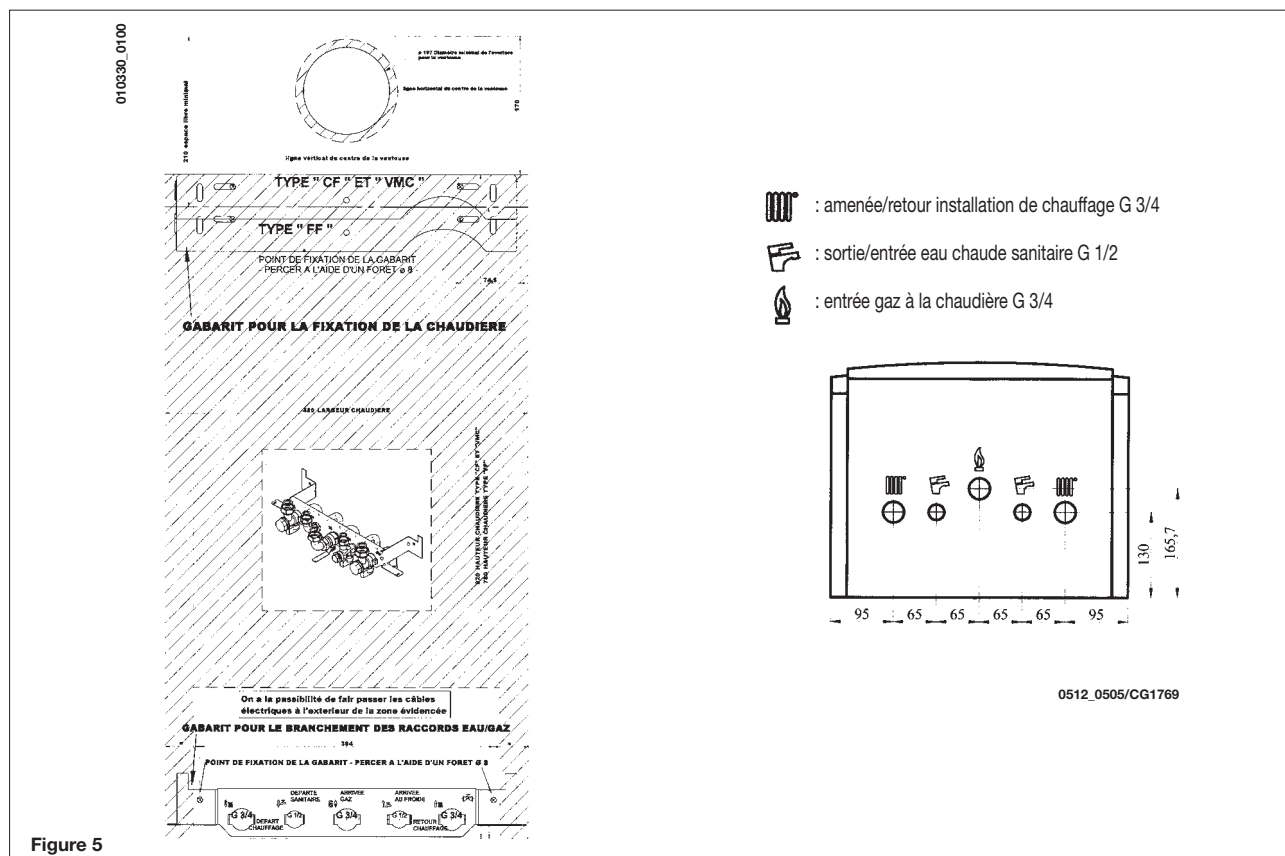 010330_0100
ø 197 Diamètre minimal de l'ouverture
pour la ventouse
ligne horizontal du centre de la ventouse
210 espace libre minimal
170
ligne vertical du centre de la ventouse
TYPE " CF " ET " VMC "
TYPE " FF "
POINT DE FIXATION DE LA GABARIT
- PERCER A L'AIDE D'UN FORET ø 8 -
GABARIT POUR LA FIXATION DE LA CHAUDIERE
LARGEUR CHAUDIERE
HAUTEUR CHAUDIERE TYPE "CF" ET "VMC"
HAUTEUR CHAUDIERE TYPE "FF"
On a la passibilité de fair passer les câbles
électriques à l'exterieur de la zone évidencée
GABARIT POUR LE BRANCHEMENT DES RACCORDS EAU/GAZ
POINT DE FIXATION DE LA GABARIT - PERCER A L'AIDE D'UN FORET Ø 8
DEPARTE
SANITAIRE
ARRIVEE
GAZ
ARRIVEE
AU FROIDE
G 3/4
G 1/2
G 3/4
G 1/2
G 3/4
DEPART
CHAUFFAGE
RETOUR
CHAUFFAGE
Figure 5
: amenée/retour installation de chauffage G 3/4
: sortie/entrée eau chaude sanitaire G 1/2
: entrée gaz à la chaudière G 3/4
130
165,7
95 65 65 65 65 95
0512_0505/CG1769